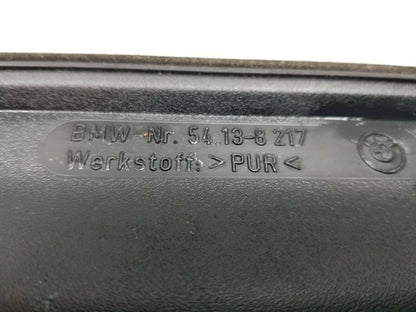 BMW-Nr. 54.13-8 217
Werkstoff: >PUR<